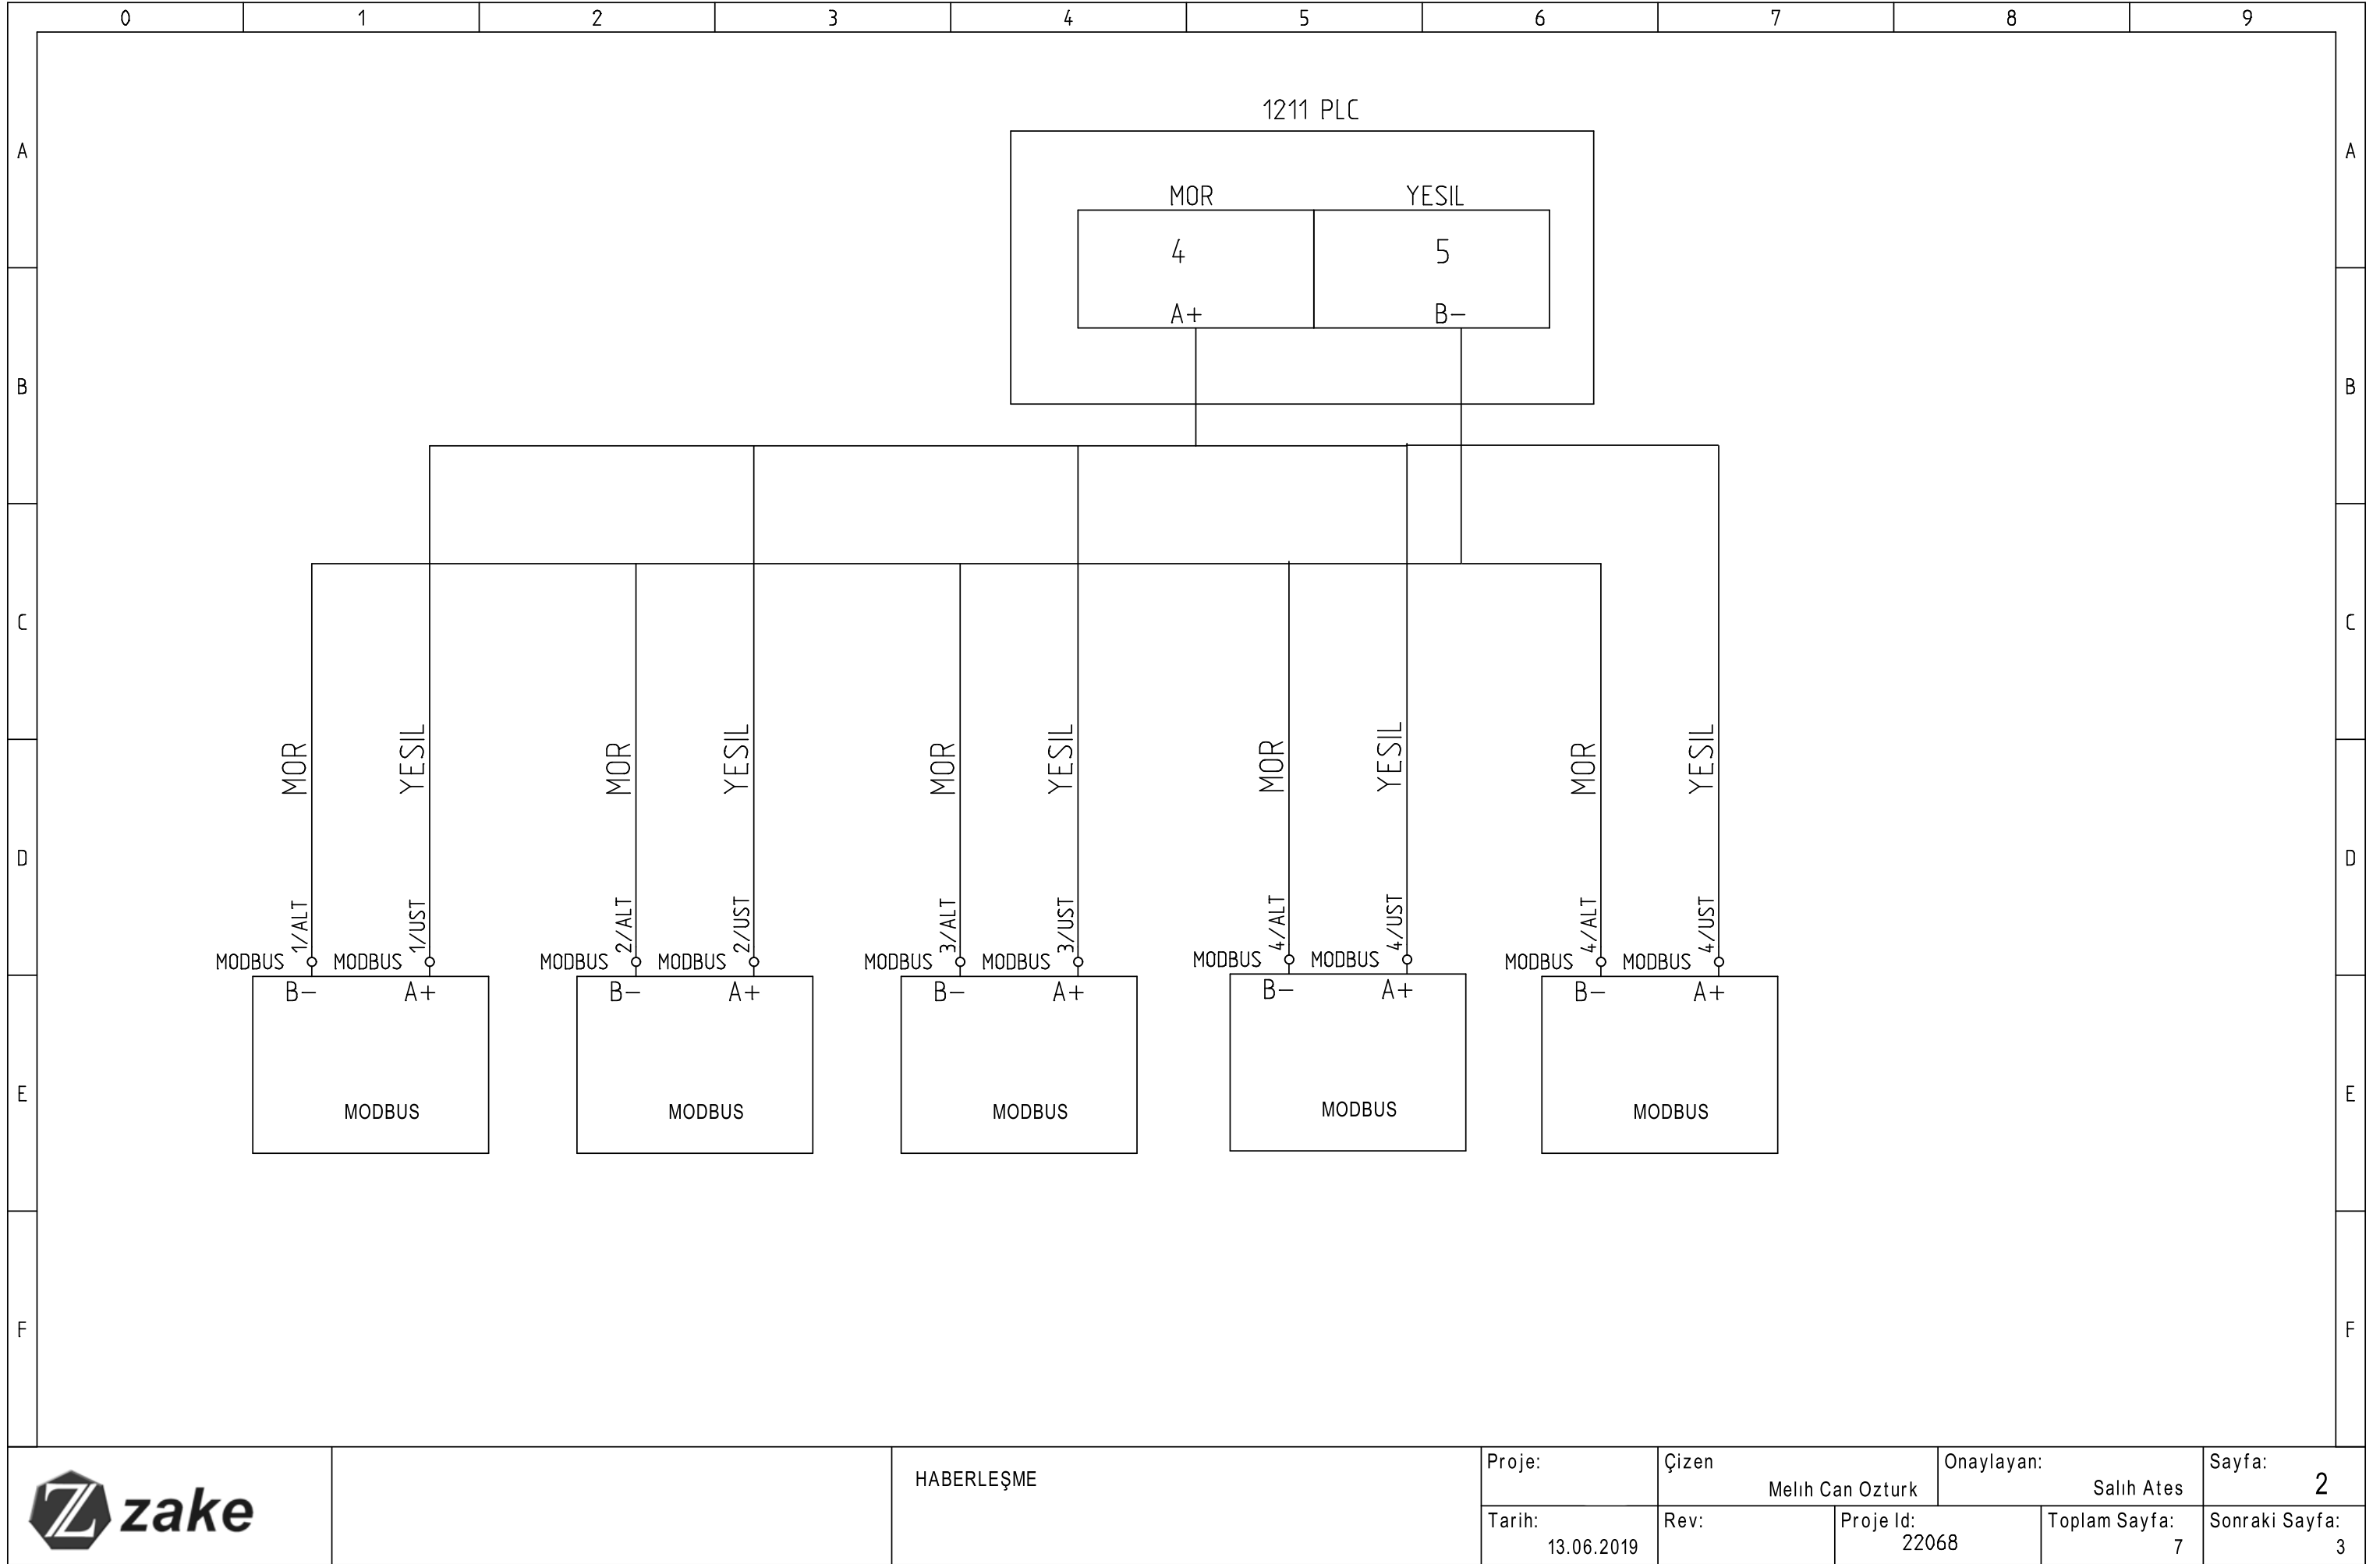 0 1 2 3 4 5 6 7 8 9
1211 PLC
A A
MOR YESIL
4 5
A+ B-
B B
C C
MOR YESIL MOR YESIL MOR YESIL MOR YESIL MOR YESIL
D D
1/ALT 1/UST 2/ALT 2/UST 3/ALT 3/UST 4/ALT 4/UST 4/ALT 4/UST
MODBUS MODBUS MODBUS MODBUS MODBUS MODBUS MODBUS MODBUS MODBUS MODBUS
B- A+ B- A+ B- A+ B- A+ B- A+
E E
MODBUS MODBUS MODBUS MODBUS MODBUS
F F
zake
HABERLEŞME
Proje: Çizen Onaylayan: Sayfa:
Melıh Can Ozturk Salıh Ates 2
Tarih: Rev: Proje Id: Toplam Sayfa: Sonraki Sayfa:
13.06.2019 22068 7 3